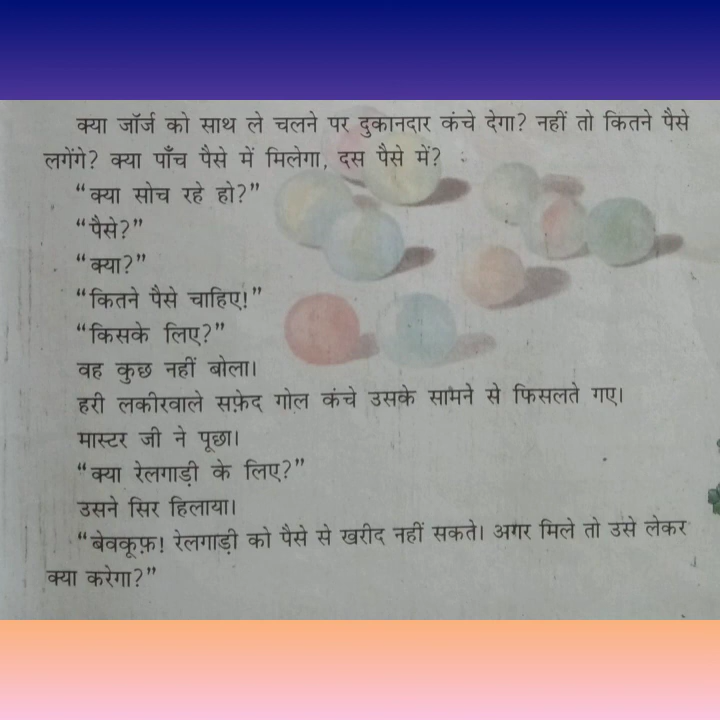 क्या जॉर्ज को साथ ले चलने पर दुकानदार कंचे देगा? नहीं तो कितने पैसे
लगेंगे? क्या पाँच पैसे में मिलेगा, दस पैसे में?
“क्या सोच रहे हो?”
“पैसे?”
“क्या?”
“कितने पैसे चाहिए!”
“किसके लिए?”
वह कुछ नहीं बोला।
हरी लकीरवाले सफ़ेद गोल कंचे उसके सामने से फिसलते गए।
मास्टर जी ने पूछा।
“क्या रेलगाड़ी के लिए?”
उसने सिर हिलाया।
“बेवकूफ़! रेलगाड़ी को पैसे से खरीद नहीं सकते। अगर मिले तो उसे लेकर
क्या करेगा?”